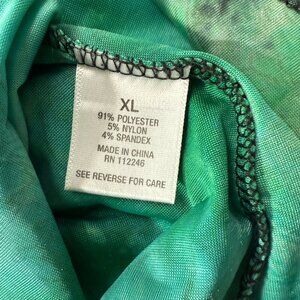 XL
91% POLYESTER
5% NYLON
4% SPANDEX
MADE IN CHINA
RN 112246
SEE REVERSE FOR CARE